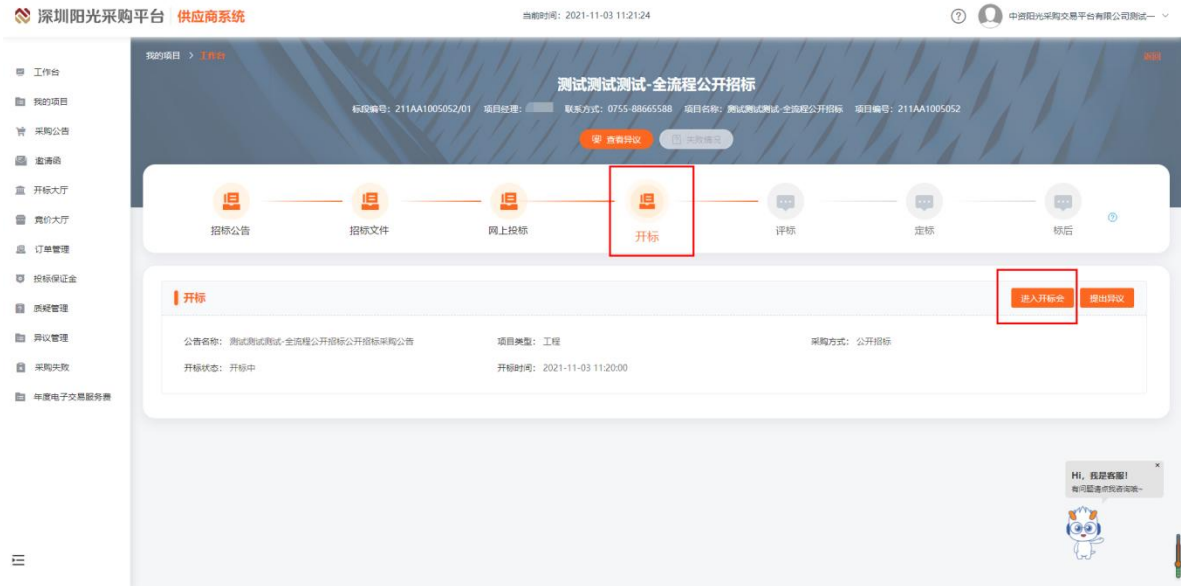 深圳阳光采购平台 供应商系统
当前时间：2021-11-03 11:21:24
中资阳光采购交易平台有限公司测试一
我的项目 > 工作台
返回
测试测试测试-全流程公开招标
标段编号：211AA1005052/01 项目经理： 联系方式：0755-88665588 项目名称：测试测试测试-全流程公开招标 项目编号：211AA1005052
查看异议
失败情况
工作台
我的项目
采购公告
邀请函
开标大厅
竞价大厅
订单管理
投标保证金
质疑管理
异议管理
采购失败
年度电子交易服务费
招标公告
招标文件
网上投标
开标
评标
定标
标后
开标
进入开标会
提出异议
公告名称：测试测试测试-全流程公开招标公开招标采购公告
项目类型：工程
采购方式：公开招标
开标状态：开标中
开标时间：2021-11-03 11:20:00
Hi，我是客服！
有问题请点我咨询哦~